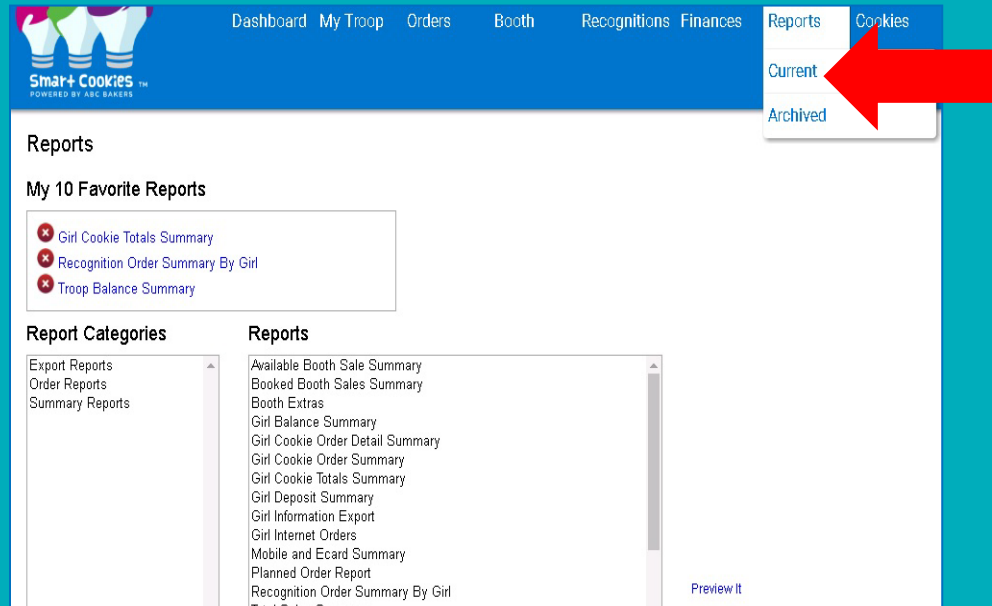 Dashboard My Troop Orders Booth Recognitions Finances Reports Cookies
Smart Cookies TM
POWERED BY ABC BAKERS
Current
Archived
Reports
My 10 Favorite Reports
Girl Cookie Totals Summary
Recognition Order Summary By Girl
Troop Balance Summary
Report Categories
Export Reports
Order Reports
Summary Reports
Reports
Available Booth Sale Summary
Booked Booth Sales Summary
Booth Extras
Girl Balance Summary
Girl Cookie Order Detail Summary
Girl Cookie Order Summary
Girl Cookie Totals Summary
Girl Deposit Summary
Girl Information Export
Girl Internet Orders
Mobile and Ecard Summary
Planned Order Report
Recognition Order Summary By Girl
Preview It